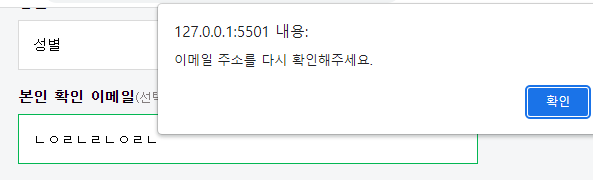 127.0.0.1:5501 내용:
이메일 주소를 다시 확인해주세요.
확인
성별
본인 확인 이메일(선택
ㄴㅇㄹㄴㄹㄴㅇㄹㄴ